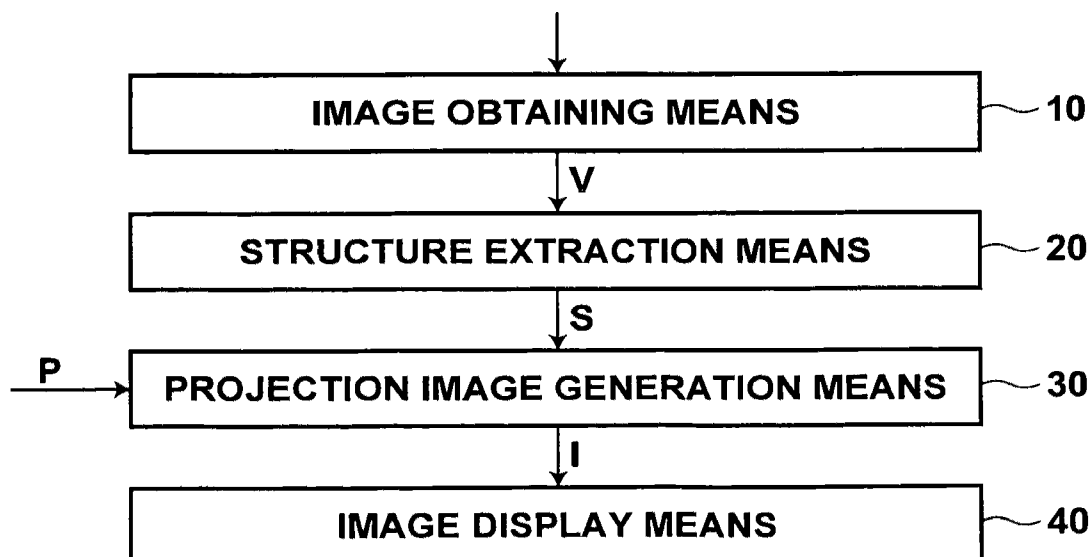 IMAGE OBTAINING MEANS 10
V
STRUCTURE EXTRACTION MEANS 20
S
P PROJECTION IMAGE GENERATION MEANS 30
I
IMAGE DISPLAY MEANS 40